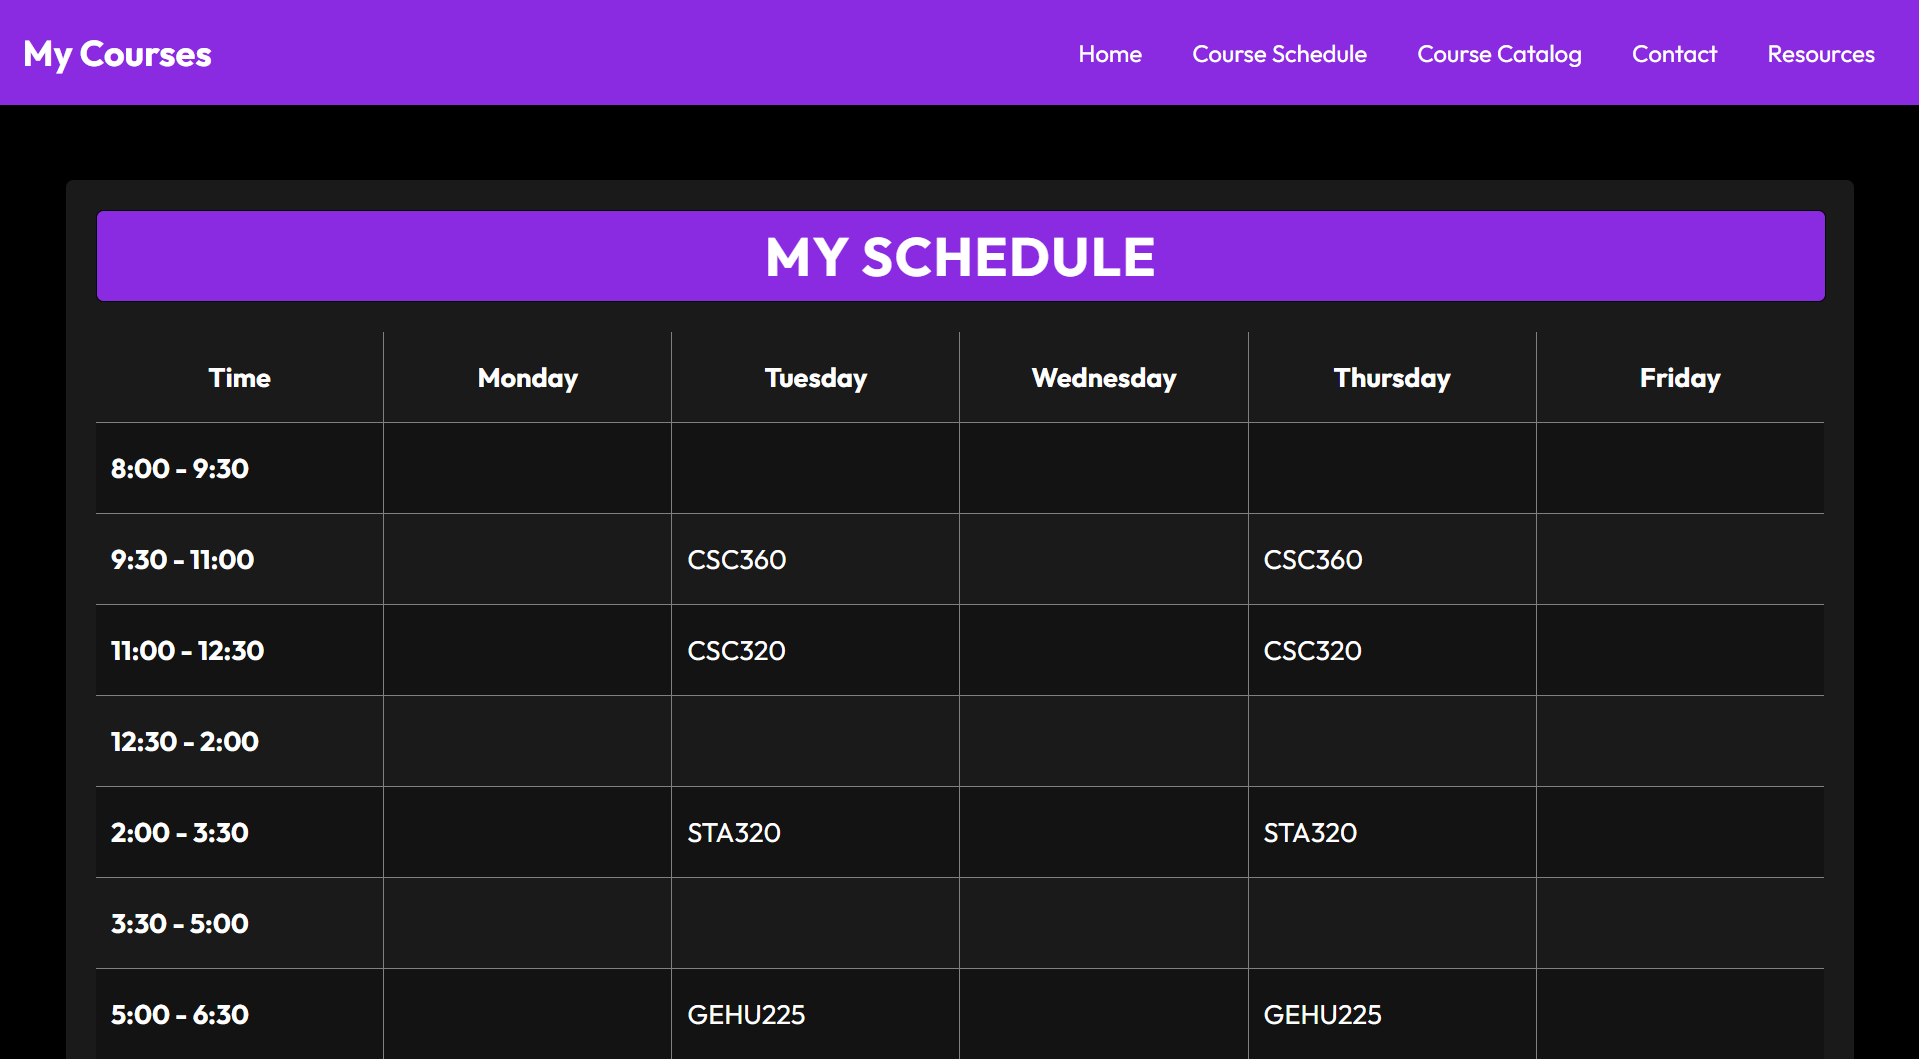 My Courses Home Course Schedule Course Catalog Contact Resources
MY SCHEDULE
Time Monday Tuesday Wednesday Thursday Friday
8:00 - 9:30
9:30 - 11:00 CSC360 CSC360
11:00 - 12:30 CSC320 CSC320
12:30 - 2:00
2:00 - 3:30 STA320 STA320
3:30 - 5:00
5:00 - 6:30 GEHU225 GEHU225